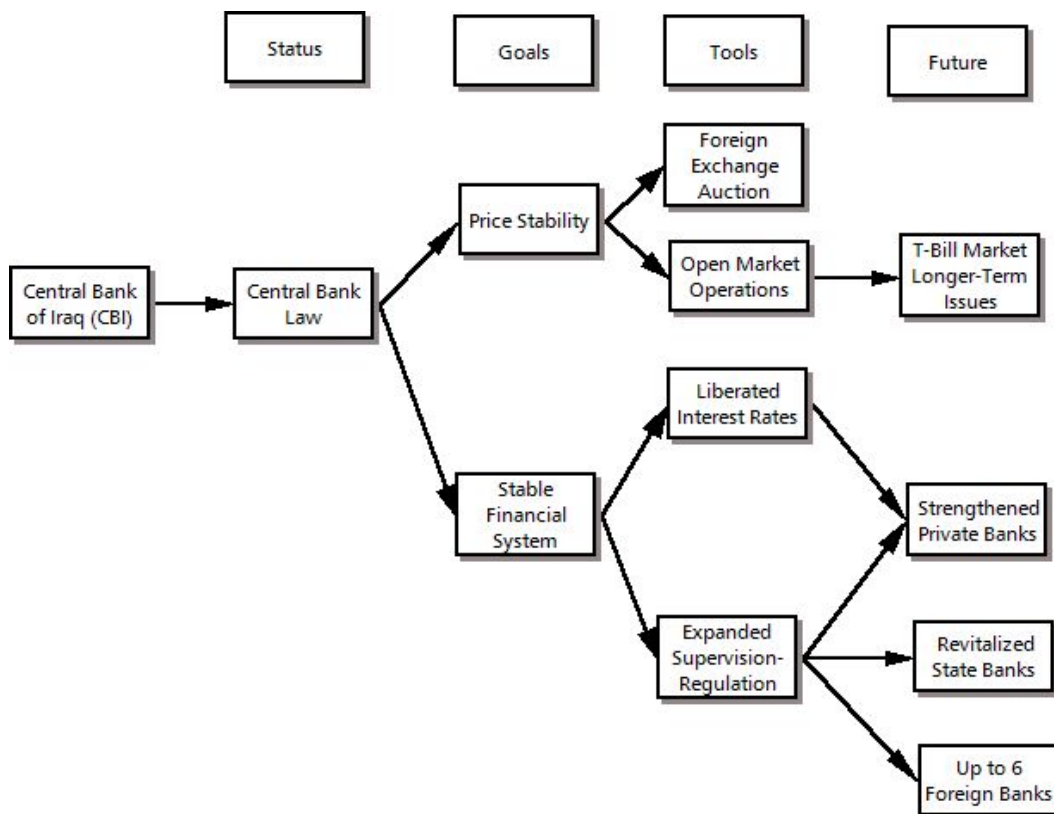 Status
Goals
Tools
Future
Foreign
Exchange
Auction
Price Stability
Open Market
Operations
T-Bill Market
Longer-Term
Issues
Central Bank
of Iraq (CBI)
Central Bank
Law
Liberated
Interest Rates
Stable
Financial
System
Strengthened
Private Banks
Expanded
Supervision-
Regulation
Revitalized
State Banks
Up to 6
Foreign Banks